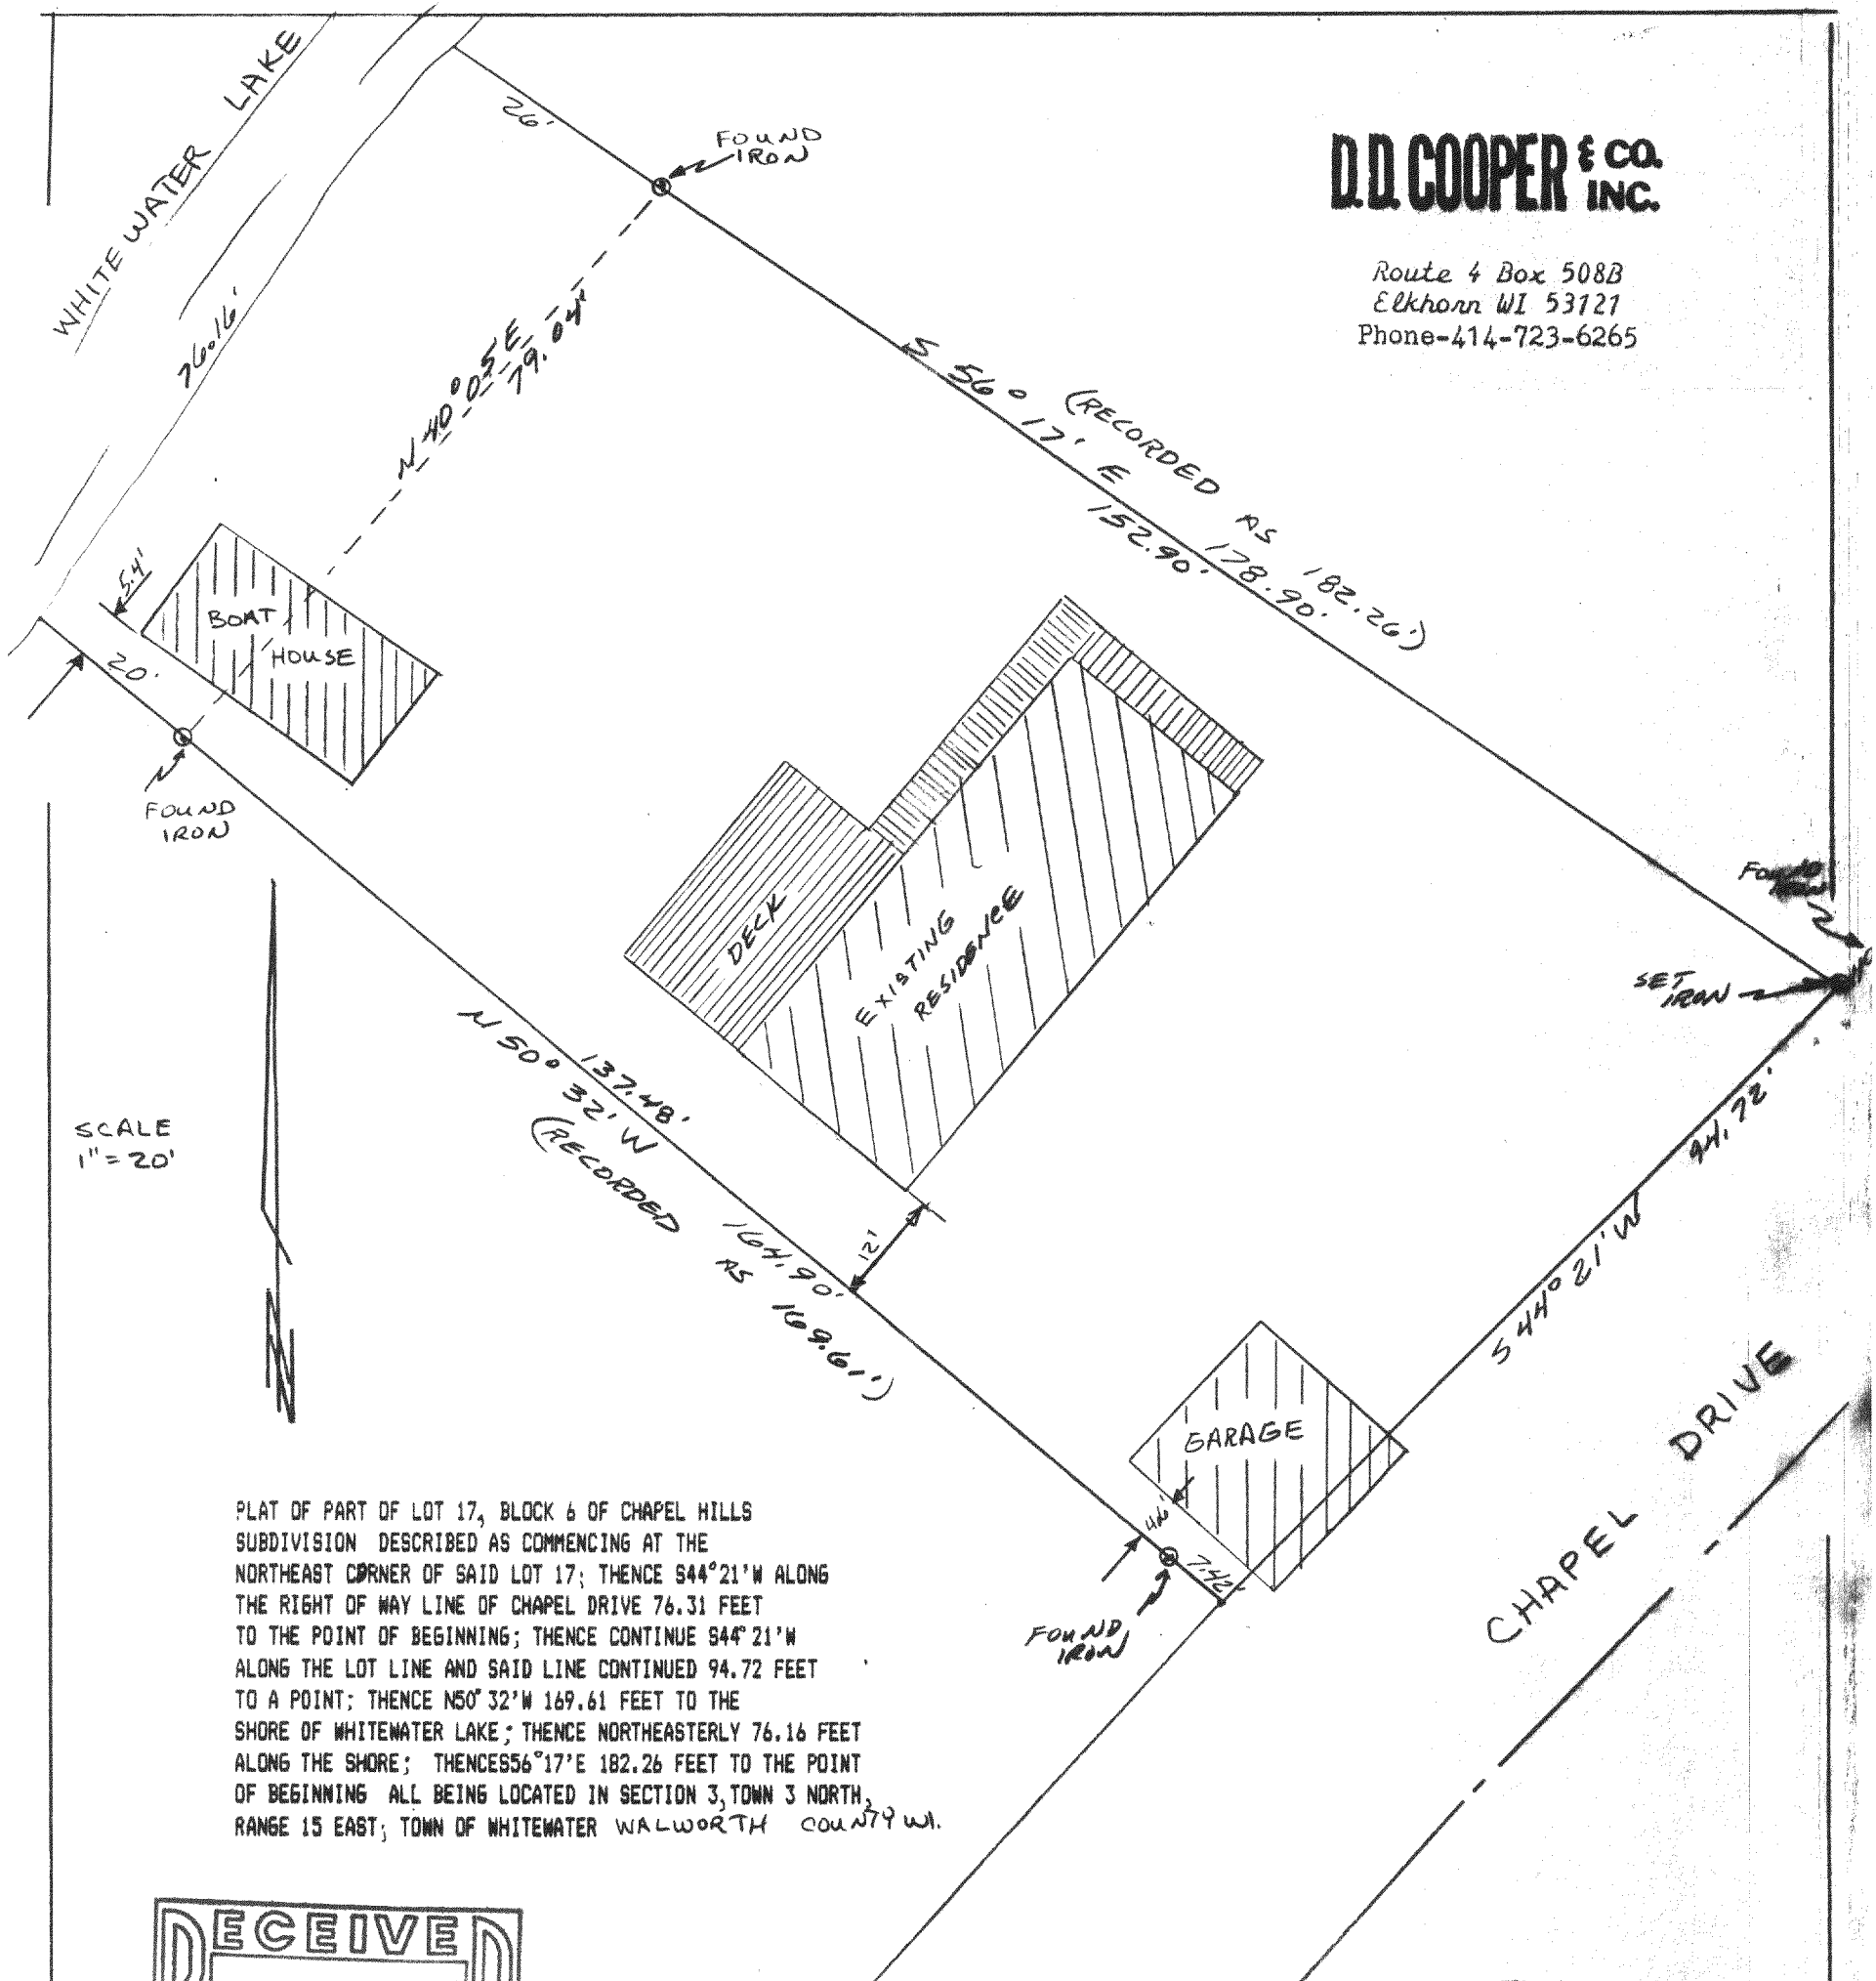 WHITE WATER LAKE
26'
FOUND
IRON
D.D. COOPER & CO.
INC.
Route 4 Box 508B
Elkhorn WI 53121
Phone-414-723-6265
76.16'
N 40° 05' E
79.04'
S 56° 17' E
152.90'
(RECORDED AS 182.26')
178.90'
5.4'
BOAT
HOUSE
20'
FOUND
IRON
DECK
EXISTING
RESIDENCE
FOUND
IRON
SET
IRON
137.48'
N 50° 32' W
164.90'
(RECORDED AS 169.61')
12'
SCALE
1" = 20'
N
94.72'
S 44° 21' W
GARAGE
7.42'
FOUND
IRON
CHAPEL DRIVE
PLAT OF PART OF LOT 17, BLOCK 6 OF CHAPEL HILLS
SUBDIVISION DESCRIBED AS COMMENCING AT THE
NORTHEAST CORNER OF SAID LOT 17; THENCE S44°21'W ALONG
THE RIGHT OF WAY LINE OF CHAPEL DRIVE 76.31 FEET
TO THE POINT OF BEGINNING; THENCE CONTINUE S44°21'W
ALONG THE LOT LINE AND SAID LINE CONTINUED 94.72 FEET
TO A POINT; THENCE N50°32'W 169.61 FEET TO THE
SHORE OF WHITEWATER LAKE; THENCE NORTHEASTERLY 76.16 FEET
ALONG THE SHORE; THENCES56°17'E 182.26 FEET TO THE POINT
OF BEGINNING ALL BEING LOCATED IN SECTION 3, TOWN 3 NORTH,
RANGE 15 EAST; TOWN OF WHITEWATER WALWORTH COUNTY WI.
RECEIVED